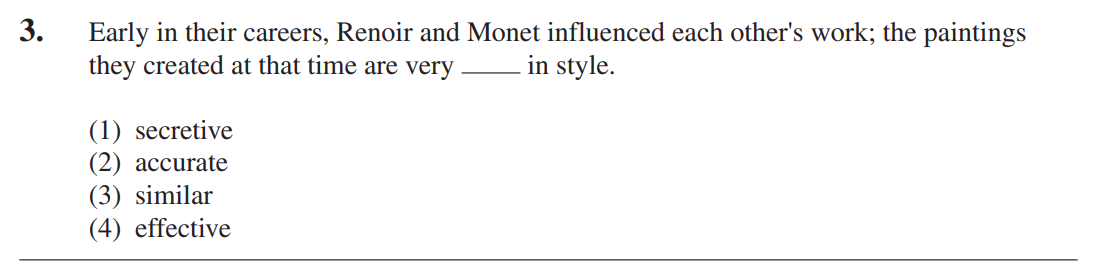 3. Early in their careers, Renoir and Monet influenced each other's work; the paintings
they created at that time are very _____ in style.
(1) secretive
(2) accurate
(3) similar
(4) effective